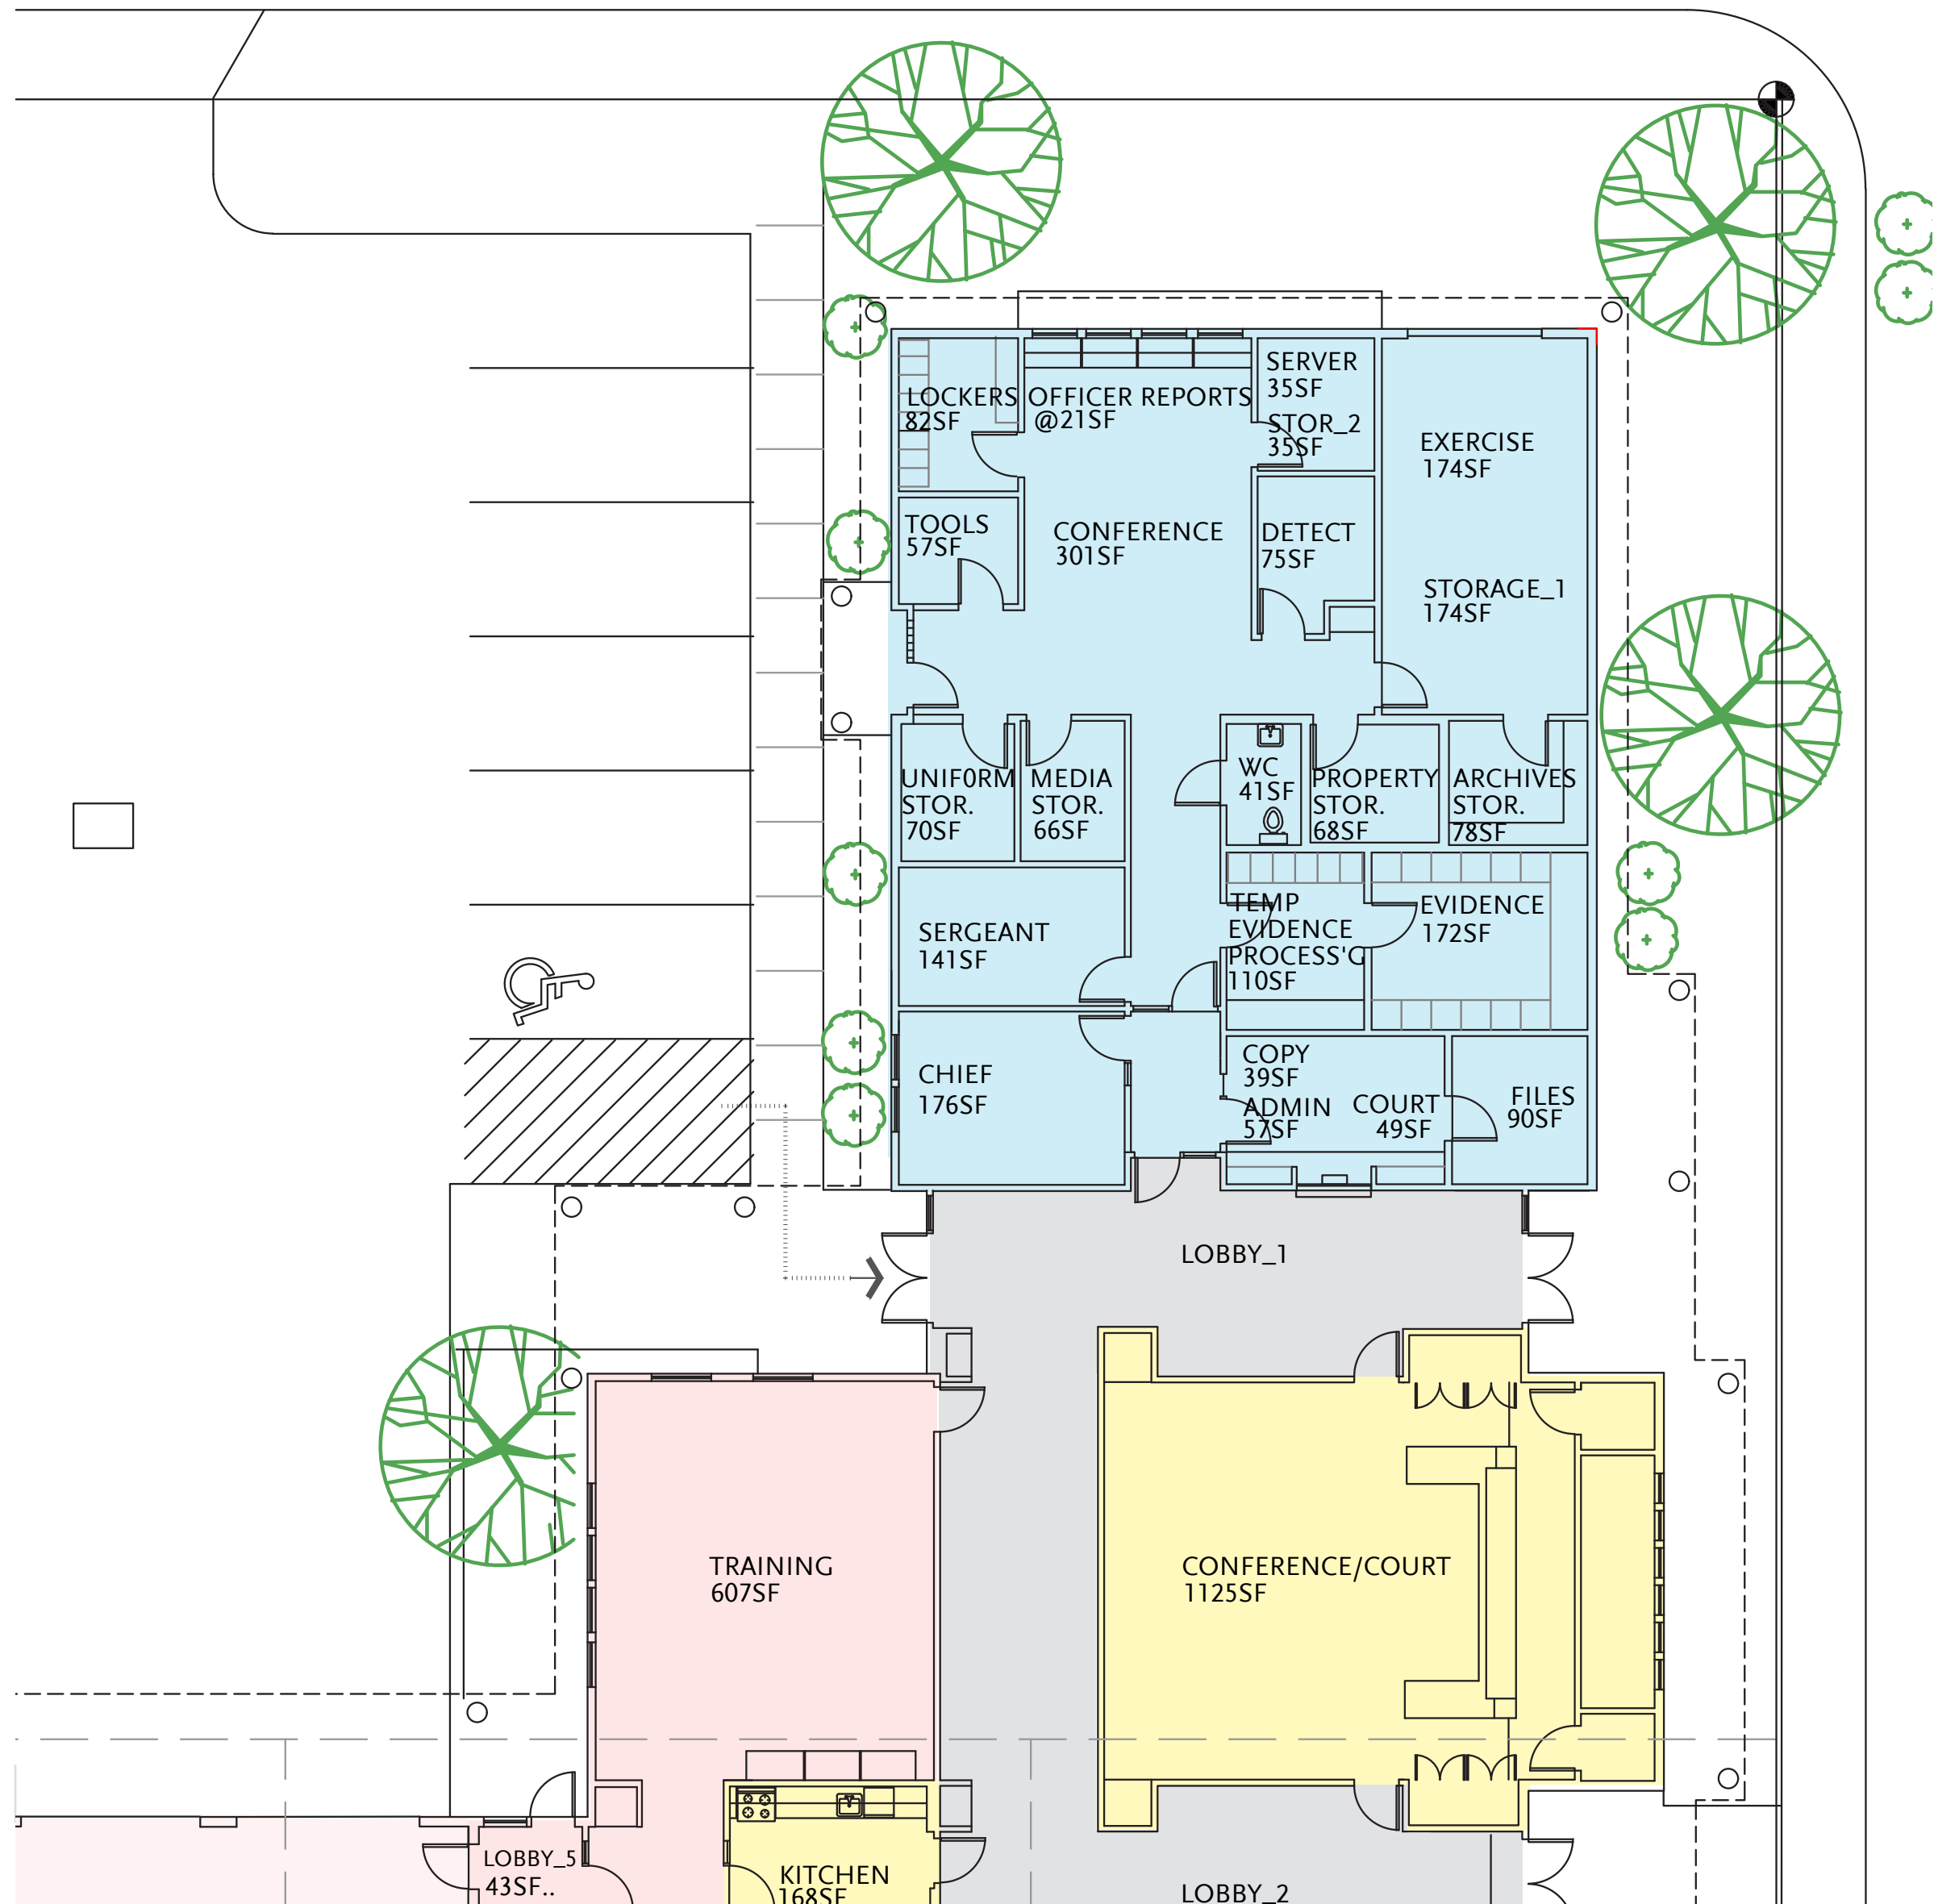 LOCKERS
82SF
OFFICER REPORTS
@21SF
SERVER
35SF
STOR_2
35SF
EXERCISE
174SF
TOOLS
57SF
CONFERENCE
301SF
DETECT
75SF
STORAGE_1
174SF
UNIF0RM
STOR.
70SF
MEDIA
STOR.
66SF
WC
41SF
PROPERTY
STOR.
68SF
ARCHIVES
STOR.
78SF
SERGEANT
141SF
TEMP
EVIDENCE
PROCESS'G
110SF
EVIDENCE
172SF
CHIEF
176SF
COPY
39SF
ADMIN
57SF
COURT
49SF
FILES
90SF
LOBBY_1
TRAINING
607SF
CONFERENCE/COURT
1125SF
LOBBY_5
43SF..
KITCHEN
168SF
LOBBY_2